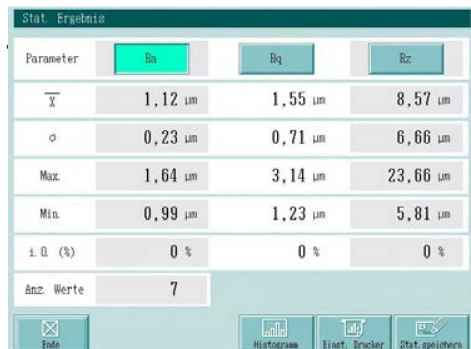 Stat. Ergebnis
Parameter Ra Rq Rz
X 1,12 µm 1,55 µm 8,57 µm
σ 0,23 µm 0,71 µm 6,66 µm
Max. 1,64 µm 3,14 µm 23,66 µm
Min. 0,99 µm 1,23 µm 5,81 µm
i.O. (%) 0 % 0 % 0 %
Anz. Werte 7
Ende Histogramm Einst. Drucker Stat.speichern